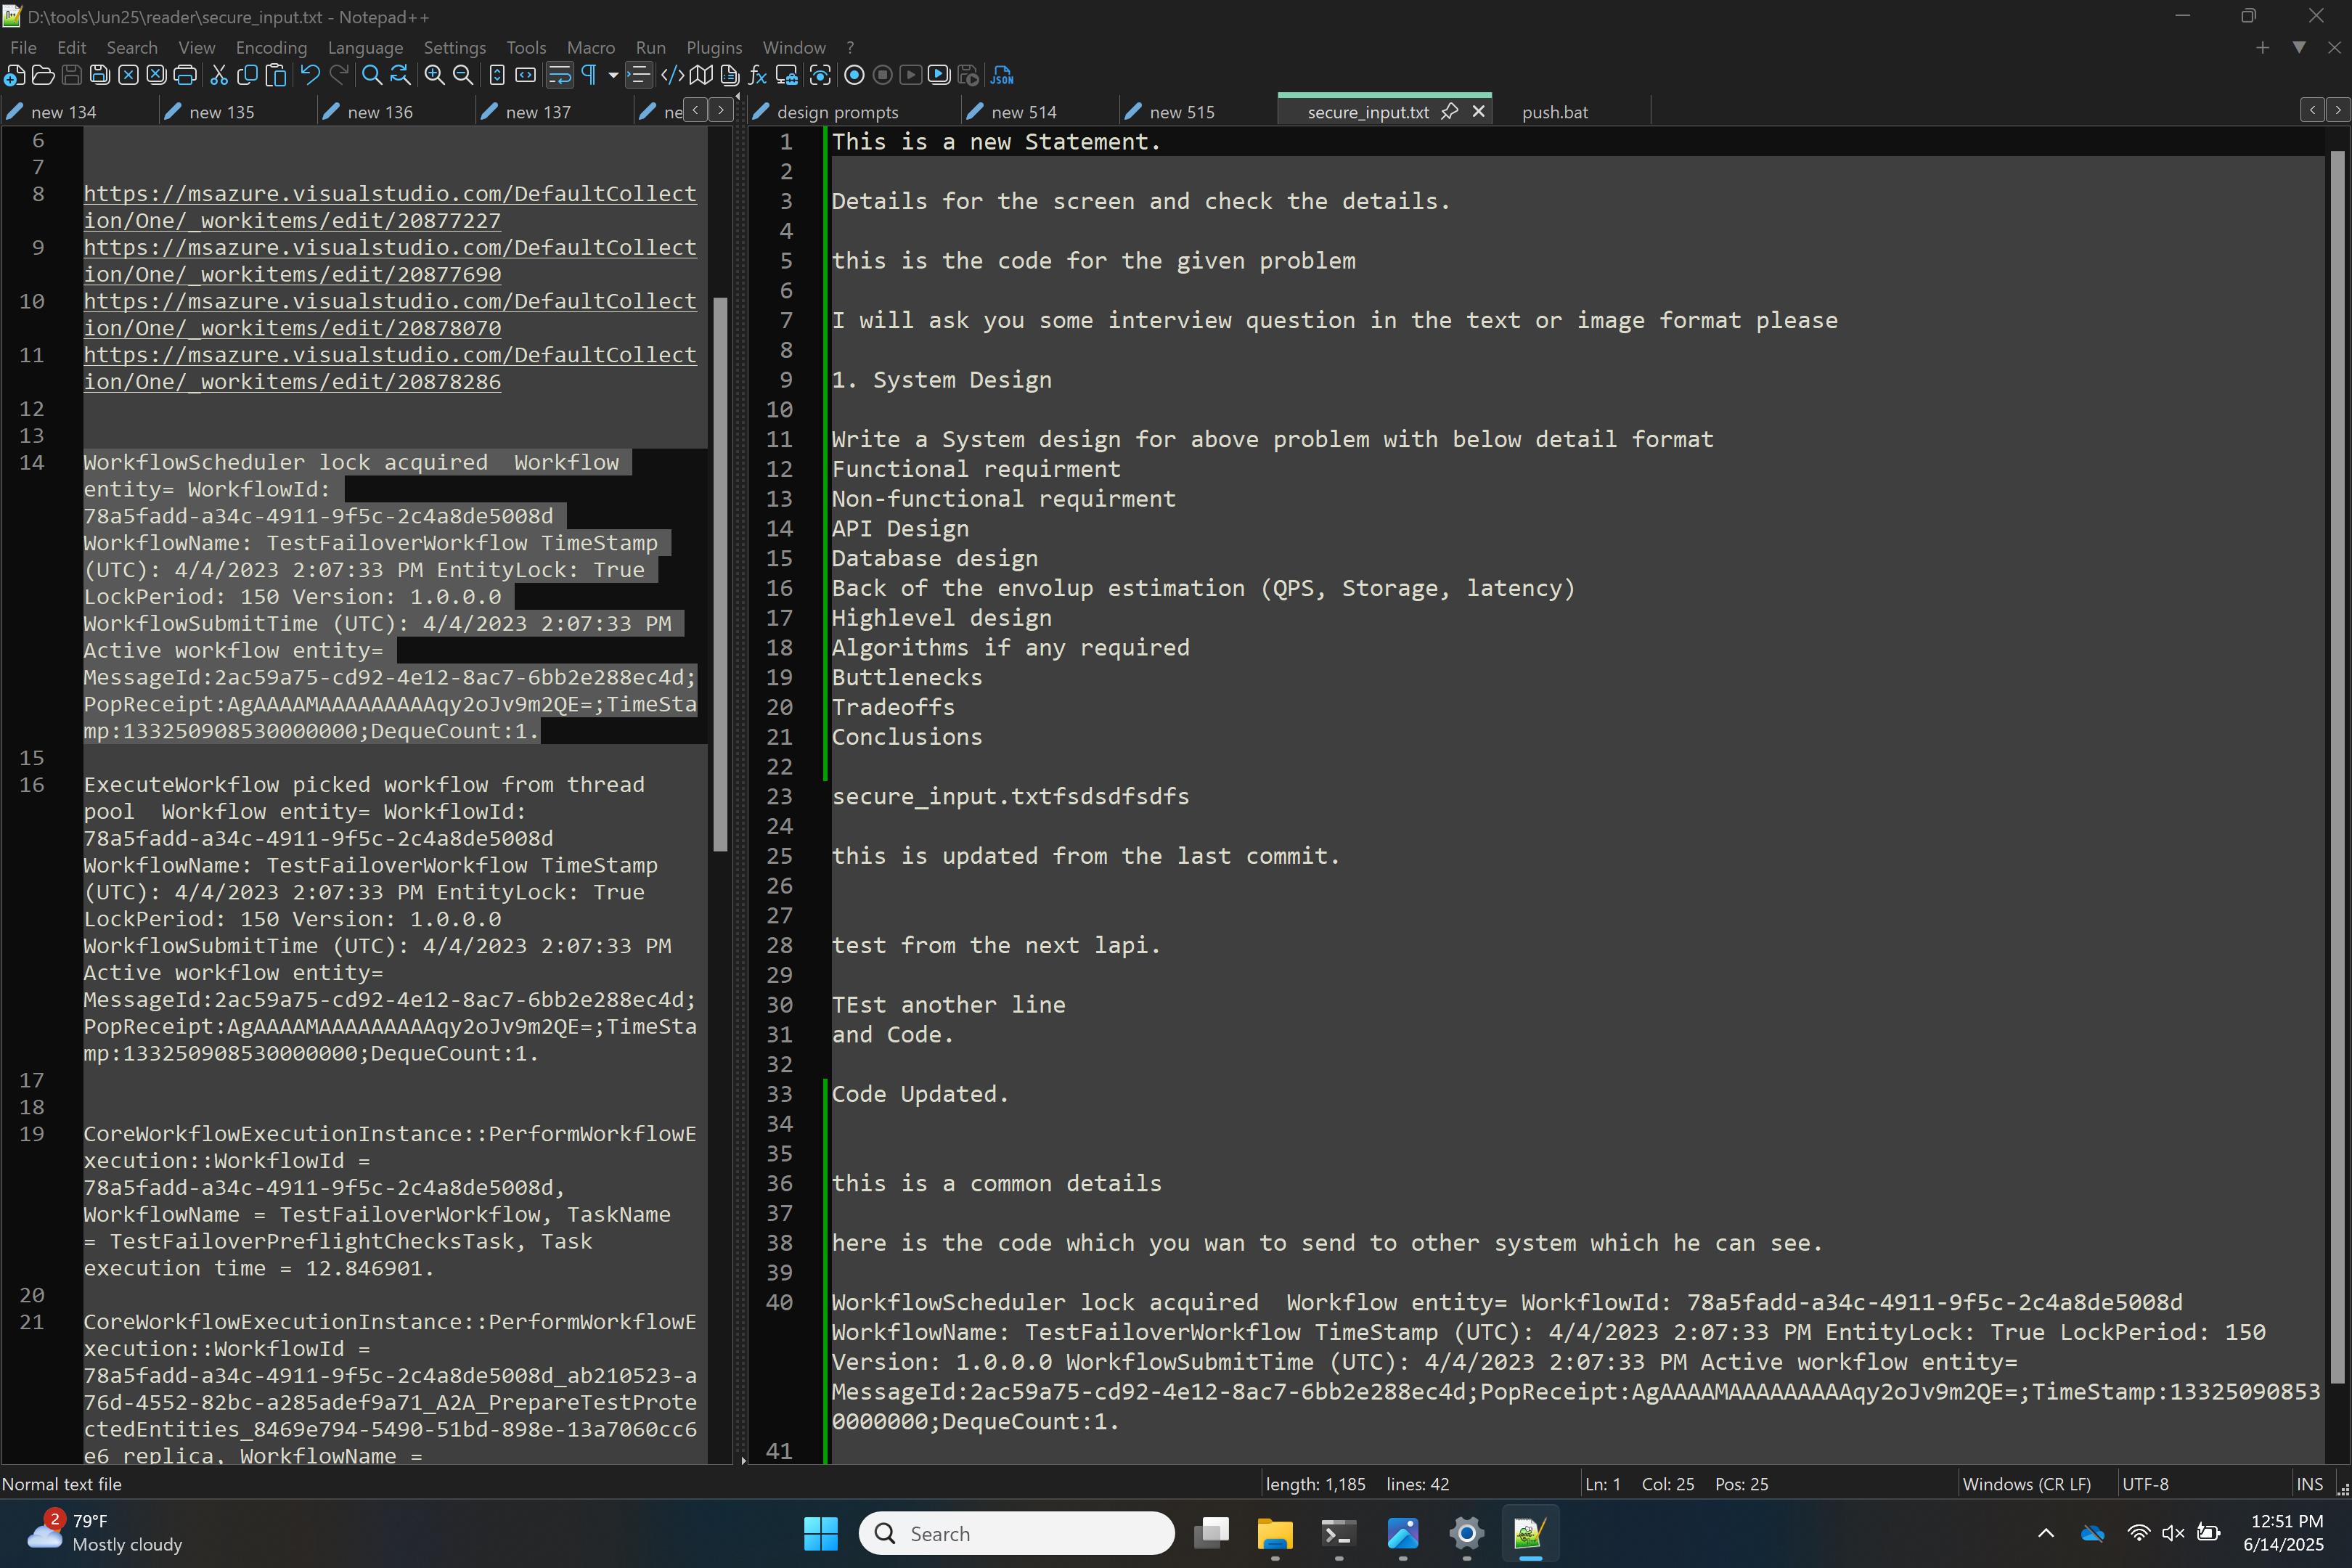 D:\tools\Jun25\reader\secure_input.txt - Notepad++
File Edit Search View Encoding Language Settings Tools Macro Run Plugins Window ?
new 134 new 135 new 136 new 137 ne design prompts new 514 new 515 secure_input.txt push.bat
6
7
8 https://msazure.visualstudio.com/DefaultCollect
ion/One/_workitems/edit/20877227
9 https://msazure.visualstudio.com/DefaultCollect
ion/One/_workitems/edit/20877690
10 https://msazure.visualstudio.com/DefaultCollect
ion/One/_workitems/edit/20878070
11 https://msazure.visualstudio.com/DefaultCollect
ion/One/_workitems/edit/20878286
12
13
14 WorkflowScheduler lock acquired  Workflow
entity= WorkflowId:
78a5fadd-a34c-4911-9f5c-2c4a8de5008d
WorkflowName: TestFailoverWorkflow TimeStamp
(UTC): 4/4/2023 2:07:33 PM EntityLock: True
LockPeriod: 150 Version: 1.0.0.0
WorkflowSubmitTime (UTC): 4/4/2023 2:07:33 PM
Active workflow entity=
MessageId:2ac59a75-cd92-4e12-8ac7-6bb2e288ec4d;
PopReceipt:AgAAAAMAAAAAAAAAqy2oJv9m2QE=;TimeSta
mp:133250908530000000;DequeCount:1.
15
16 ExecuteWorkflow picked workflow from thread
pool  Workflow entity= WorkflowId:
78a5fadd-a34c-4911-9f5c-2c4a8de5008d
WorkflowName: TestFailoverWorkflow TimeStamp
(UTC): 4/4/2023 2:07:33 PM EntityLock: True
LockPeriod: 150 Version: 1.0.0.0
WorkflowSubmitTime (UTC): 4/4/2023 2:07:33 PM
Active workflow entity=
MessageId:2ac59a75-cd92-4e12-8ac7-6bb2e288ec4d;
PopReceipt:AgAAAAMAAAAAAAAAqy2oJv9m2QE=;TimeSta
mp:133250908530000000;DequeCount:1.
17
18
19 CoreWorkflowExecutionInstance::PerformWorkflowE
xecution::WorkflowId =
78a5fadd-a34c-4911-9f5c-2c4a8de5008d,
WorkflowName = TestFailoverWorkflow, TaskName
= TestFailoverPreflightChecksTask, Task
execution time = 12.846901.
20
21 CoreWorkflowExecutionInstance::PerformWorkflowE
xecution::WorkflowId =
78a5fadd-a34c-4911-9f5c-2c4a8de5008d_ab210523-a
76d-4552-82bc-a285adef9a71_A2A_PrepareTestProte
ctedEntities_8469e794-5490-51bd-898e-13a7060cc6
e6_replica, WorkflowName =
1 This is a new Statement.
2
3 Details for the screen and check the details.
4
5 this is the code for the given problem
6
7 I will ask you some interview question in the text or image format please
8
9 1. System Design
10
11 Write a System design for above problem with below detail format
12 Functional requirment
13 Non-functional requirment
14 API Design
15 Database design
16 Back of the envolup estimation (QPS, Storage, latency)
17 Highlevel design
18 Algorithms if any required
19 Buttlenecks
20 Tradeoffs
21 Conclusions
22
23 secure_input.txtfsdsdfsdfs
24
25 this is updated from the last commit.
26
27
28 test from the next lapi.
29
30 TEst another line
31 and Code.
32
33 Code Updated.
34
35
36 this is a common details
37
38 here is the code which you wan to send to other system which he can see.
39
40 WorkflowScheduler lock acquired  Workflow entity= WorkflowId: 78a5fadd-a34c-4911-9f5c-2c4a8de5008d
WorkflowName: TestFailoverWorkflow TimeStamp (UTC): 4/4/2023 2:07:33 PM EntityLock: True LockPeriod: 150
Version: 1.0.0.0 WorkflowSubmitTime (UTC): 4/4/2023 2:07:33 PM Active workflow entity=
MessageId:2ac59a75-cd92-4e12-8ac7-6bb2e288ec4d;PopReceipt:AgAAAAMAAAAAAAAAqy2oJv9m2QE=;TimeStamp:13325090853
0000000;DequeCount:1.
41
Normal text file length: 1,185 lines: 42 Ln: 1 Col: 25 Pos: 25 Windows (CR LF) UTF-8 INS
2 79°F
Mostly cloudy
Search
12:51 PM
6/14/2025